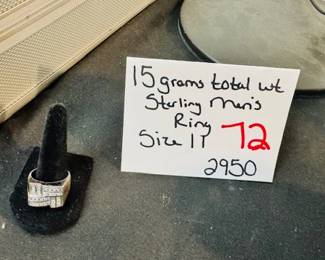 15 grams total wt
Sterling Men's
Ring
Size 11 72
2950